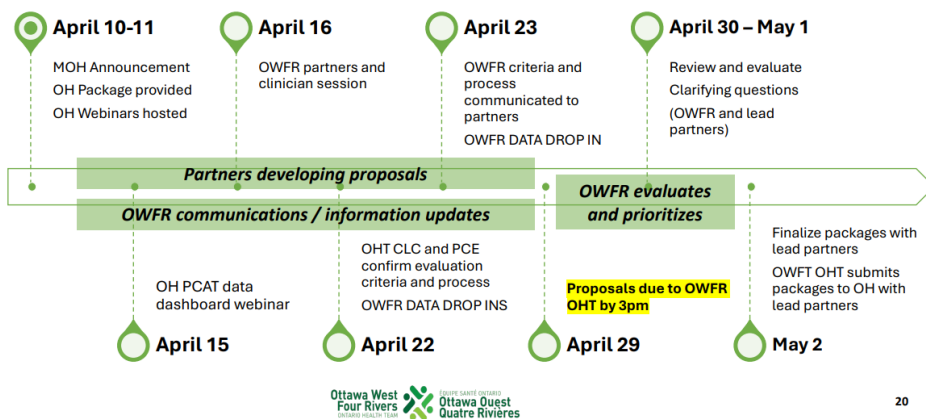 April 10-11
MOH Announcement
OH Package provided
OH Webinars hosted
April 16
OWFR partners and
clinician session
April 23
OWFR criteria and
process
communicated to
partners
OWFR DATA DROP IN
April 30 – May 1
Review and evaluate
Clarifying questions
(OWFR and lead
partners)
Partners developing proposals
OWFR communications / information updates
OWFR evaluates
and prioritizes
OH PCAT data
dashboard webinar
April 15
OHT CLC and PCE
confirm evaluation
criteria and process
OWFR DATA DROP INS
April 22
Proposals due to OWFR
OHT by 3pm
April 29
Finalize packages with
lead partners
OWFT OHT submits
packages to OH with
lead partners
May 2
Ottawa West
Four Rivers
ONTARIO HEALTH TEAM
ÉQUIPE SANTÉ ONTARIO
Ottawa Ouest
Quatre Rivières
20